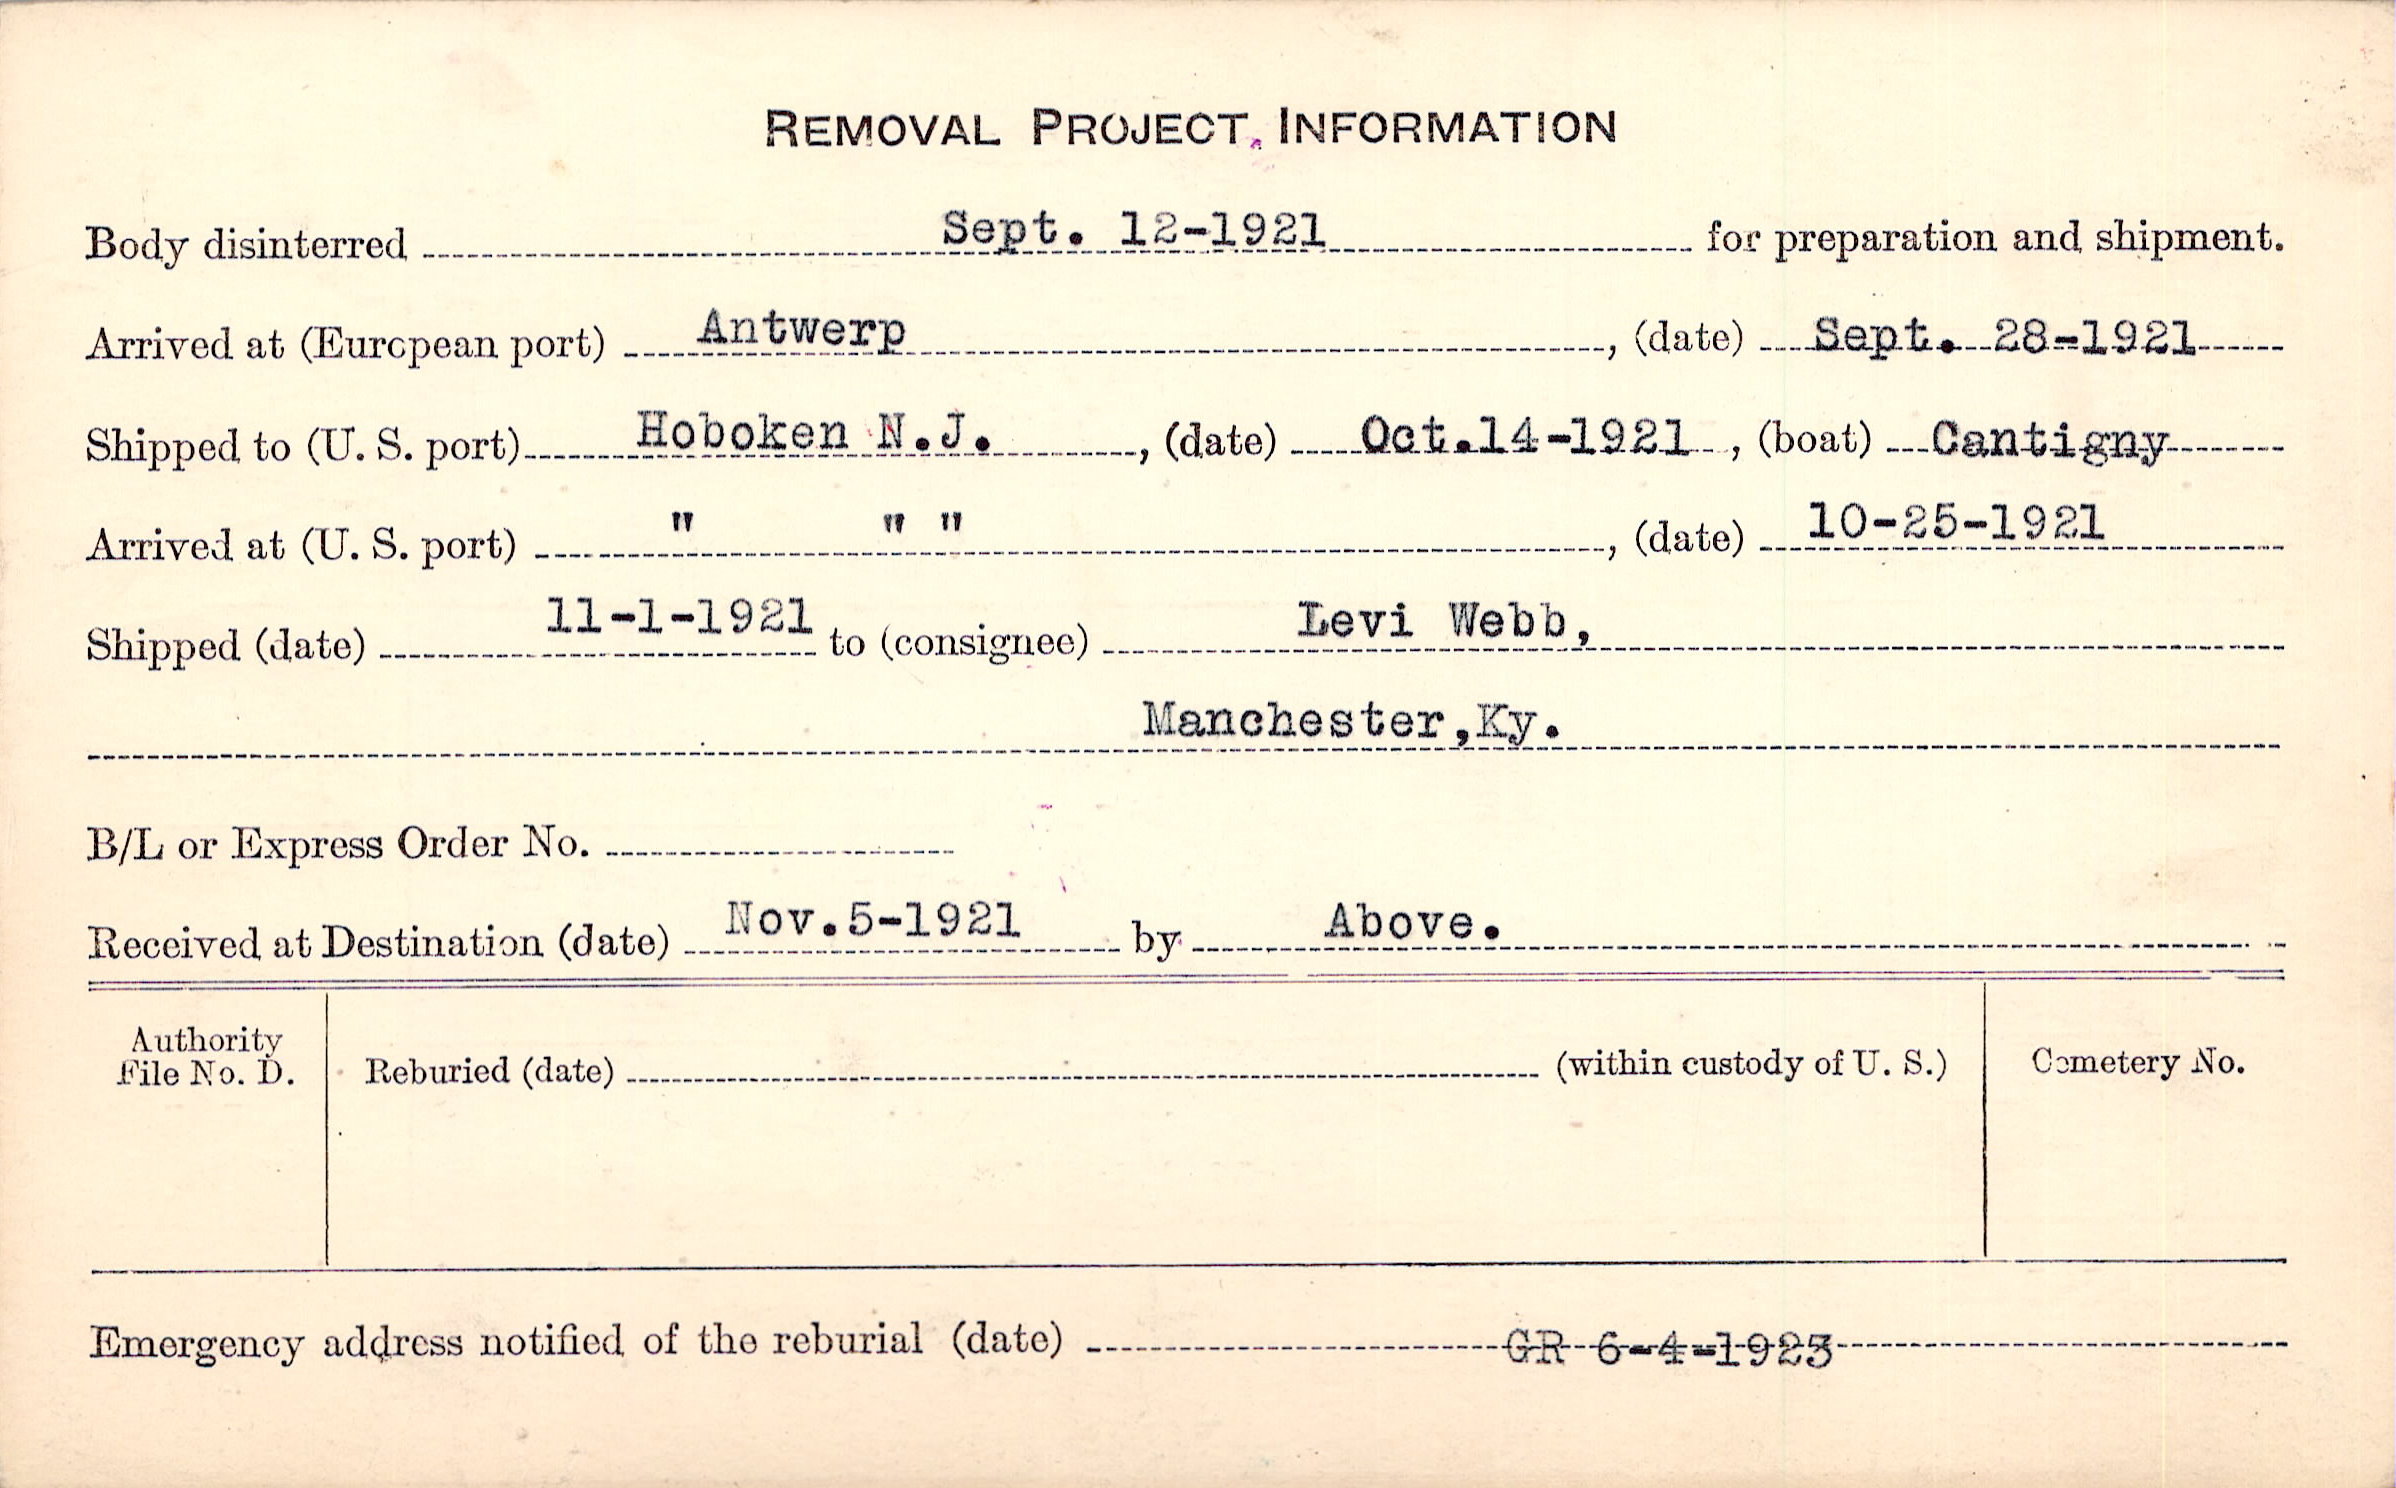 REMOVAL PROJECT INFORMATION
Body disinterred Sept. 12-1921 for preparation and shipment.
Arrived at (European port) Antwerp, (date) Sept. 28-1921
Shipped to (U. S. port) Hoboken N.J., (date) Oct.14-1921, (boat) Cantigny
Arrived at (U. S. port) " " ", (date) 10-25-1921
Shipped (date) 11-1-1921 to (consignee) Levi Webb,
Manchester,Ky.
B/L or Express Order No.
Received at Destination (date) Nov.5-1921 by Above.
Authority
File No. D.
Reburied (date) (within custody of U. S.)
Cemetery No.
Emergency address notified of the reburial (date) GR 6-4-1923